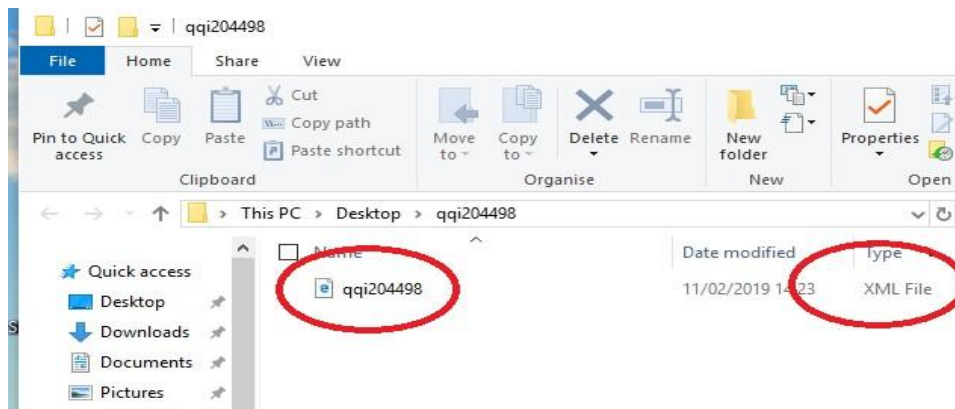 qqi204498
File Home Share View
Pin to Quick access
Copy
Paste
Cut
Copy path
Paste shortcut
Move to
Copy to
Delete
Rename
New folder
Properties
Clipboard Organise New Open
This PC > Desktop > qqi204498
Name Date modified Type
qqi204498 11/02/2019 14:23 XML File
Quick access
Desktop
Downloads
Documents
Pictures